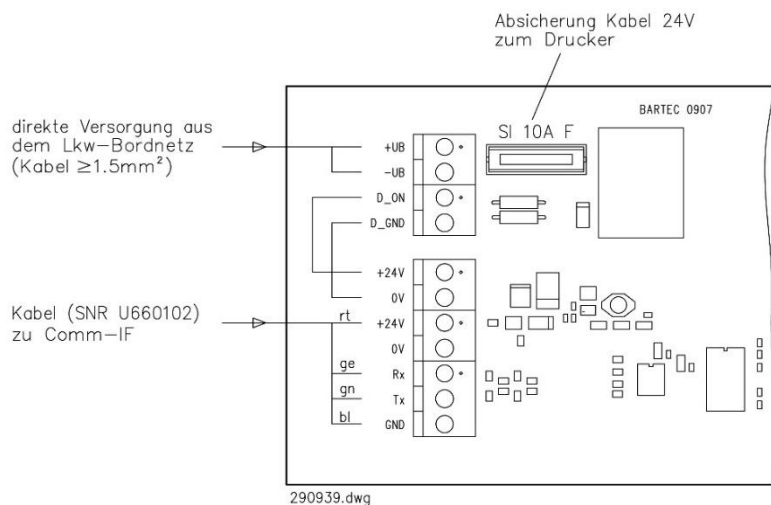 Absicherung Kabel 24V
zum Drucker
BARTEC 0907
SI 10A F
direkte Versorgung aus
dem Lkw-Bordnetz
(Kabel ≥1.5mm²)
+UB
-UB
D_ON
D_GND
+24V
0V
Kabel (SNR U660102)
zu Comm-IF
rt +24V
0V
ge Rx
gn Tx
bl GND
290939.dwg